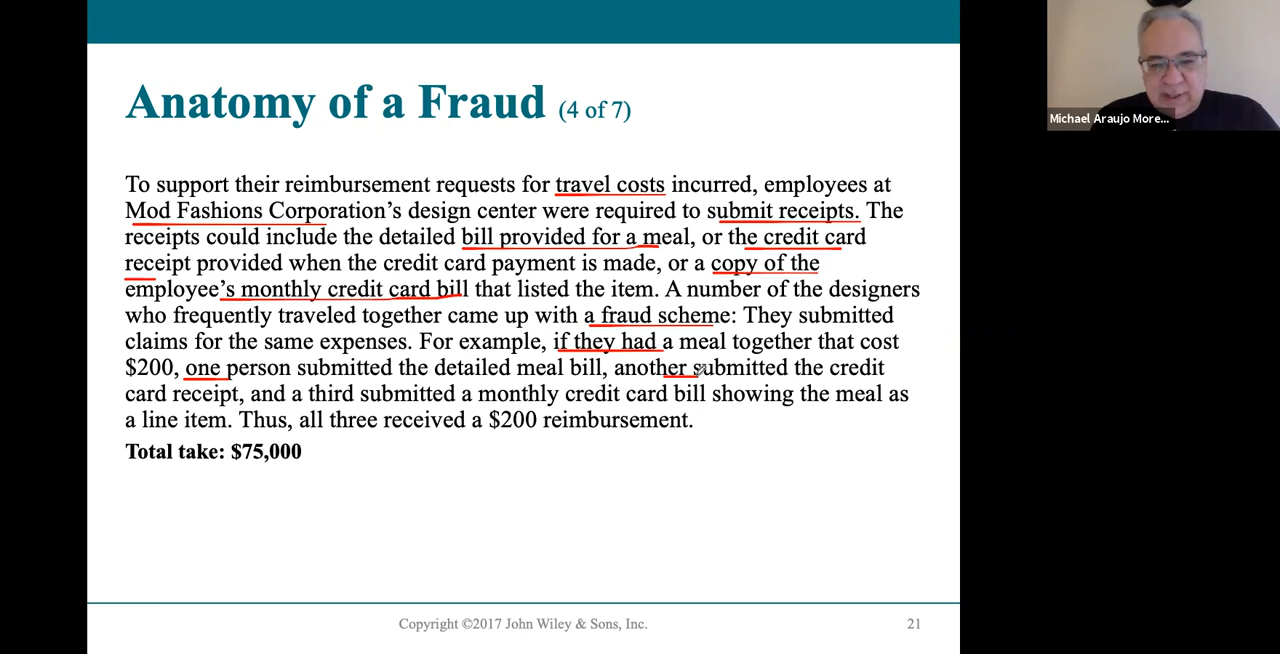 Anatomy of a Fraud (4 of 7)
To support their reimbursement requests for travel costs incurred, employees at
Mod Fashions Corporation’s design center were required to submit receipts. The
receipts could include the detailed bill provided for a meal, or the credit card
receipt provided when the credit card payment is made, or a copy of the
employee’s monthly credit card bill that listed the item. A number of the designers
who frequently traveled together came up with a fraud scheme: They submitted
claims for the same expenses. For example, if they had a meal together that cost
$200, one person submitted the detailed meal bill, another submitted the credit
card receipt, and a third submitted a monthly credit card bill showing the meal as
a line item. Thus, all three received a $200 reimbursement.
Total take: $75,000
Copyright ©2017 John Wiley & Sons, Inc.
21
Michael Araujo More...